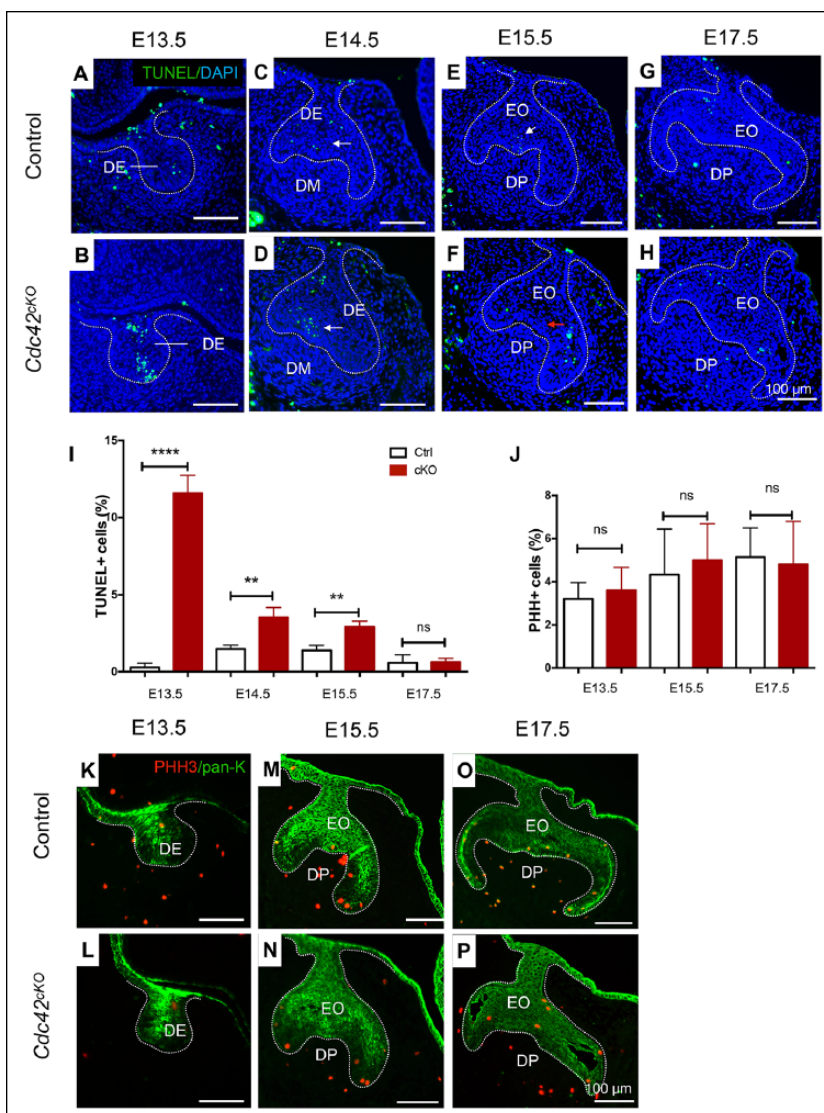 E13.5 E14.5 E15.5 E17.5
Control
A TUNEL/DAPI DE
C DE DM
E EO DP
G EO DP
Cdc42cKO
B DE
D DE DM
F EO DP
H EO DP 100 µm
I
TUNEL+ cells (%)
15
10
5
0
**** ** ** ns
Ctrl
cKO
E13.5 E14.5 E15.5 E17.5
J
PHH+ cells (%)
8
6
4
2
0
ns ns ns
E13.5 E15.5 E17.5
E13.5 E15.5 E17.5
Control
K PHH3/pan-K DE
M EO DP
O EO DP
Cdc42cKO
L DE
N EO DP
P EO DP 100 µm